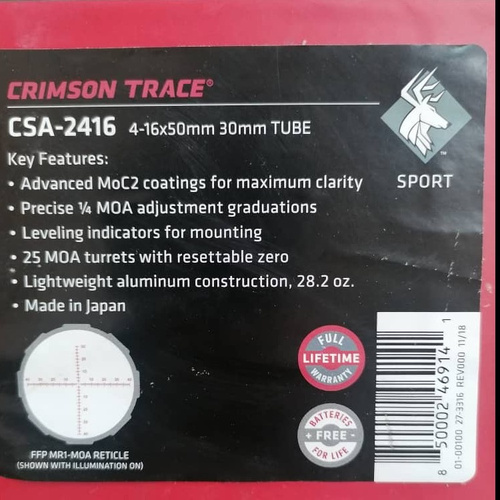 CRIMSON TRACE®
CSA-2416 4-16x50mm 30mm TUBE
Key Features:
• Advanced MoC2 coatings for maximum clarity
• Precise ¼ MOA adjustment graduations
• Leveling indicators for mounting
• 25 MOA turrets with resettable zero
• Lightweight aluminum construction, 28.2 oz.
• Made in Japan
™
SPORT
FULL
LIFETIME
WARRANTY
BATTERIES
+ FREE -
FOR LIFE
FFP MR1-MOA RETICLE
(SHOWN WITH ILLUMINATION ON)
8 50002 46914 1
01-00100 27-3316 REV000 11/18